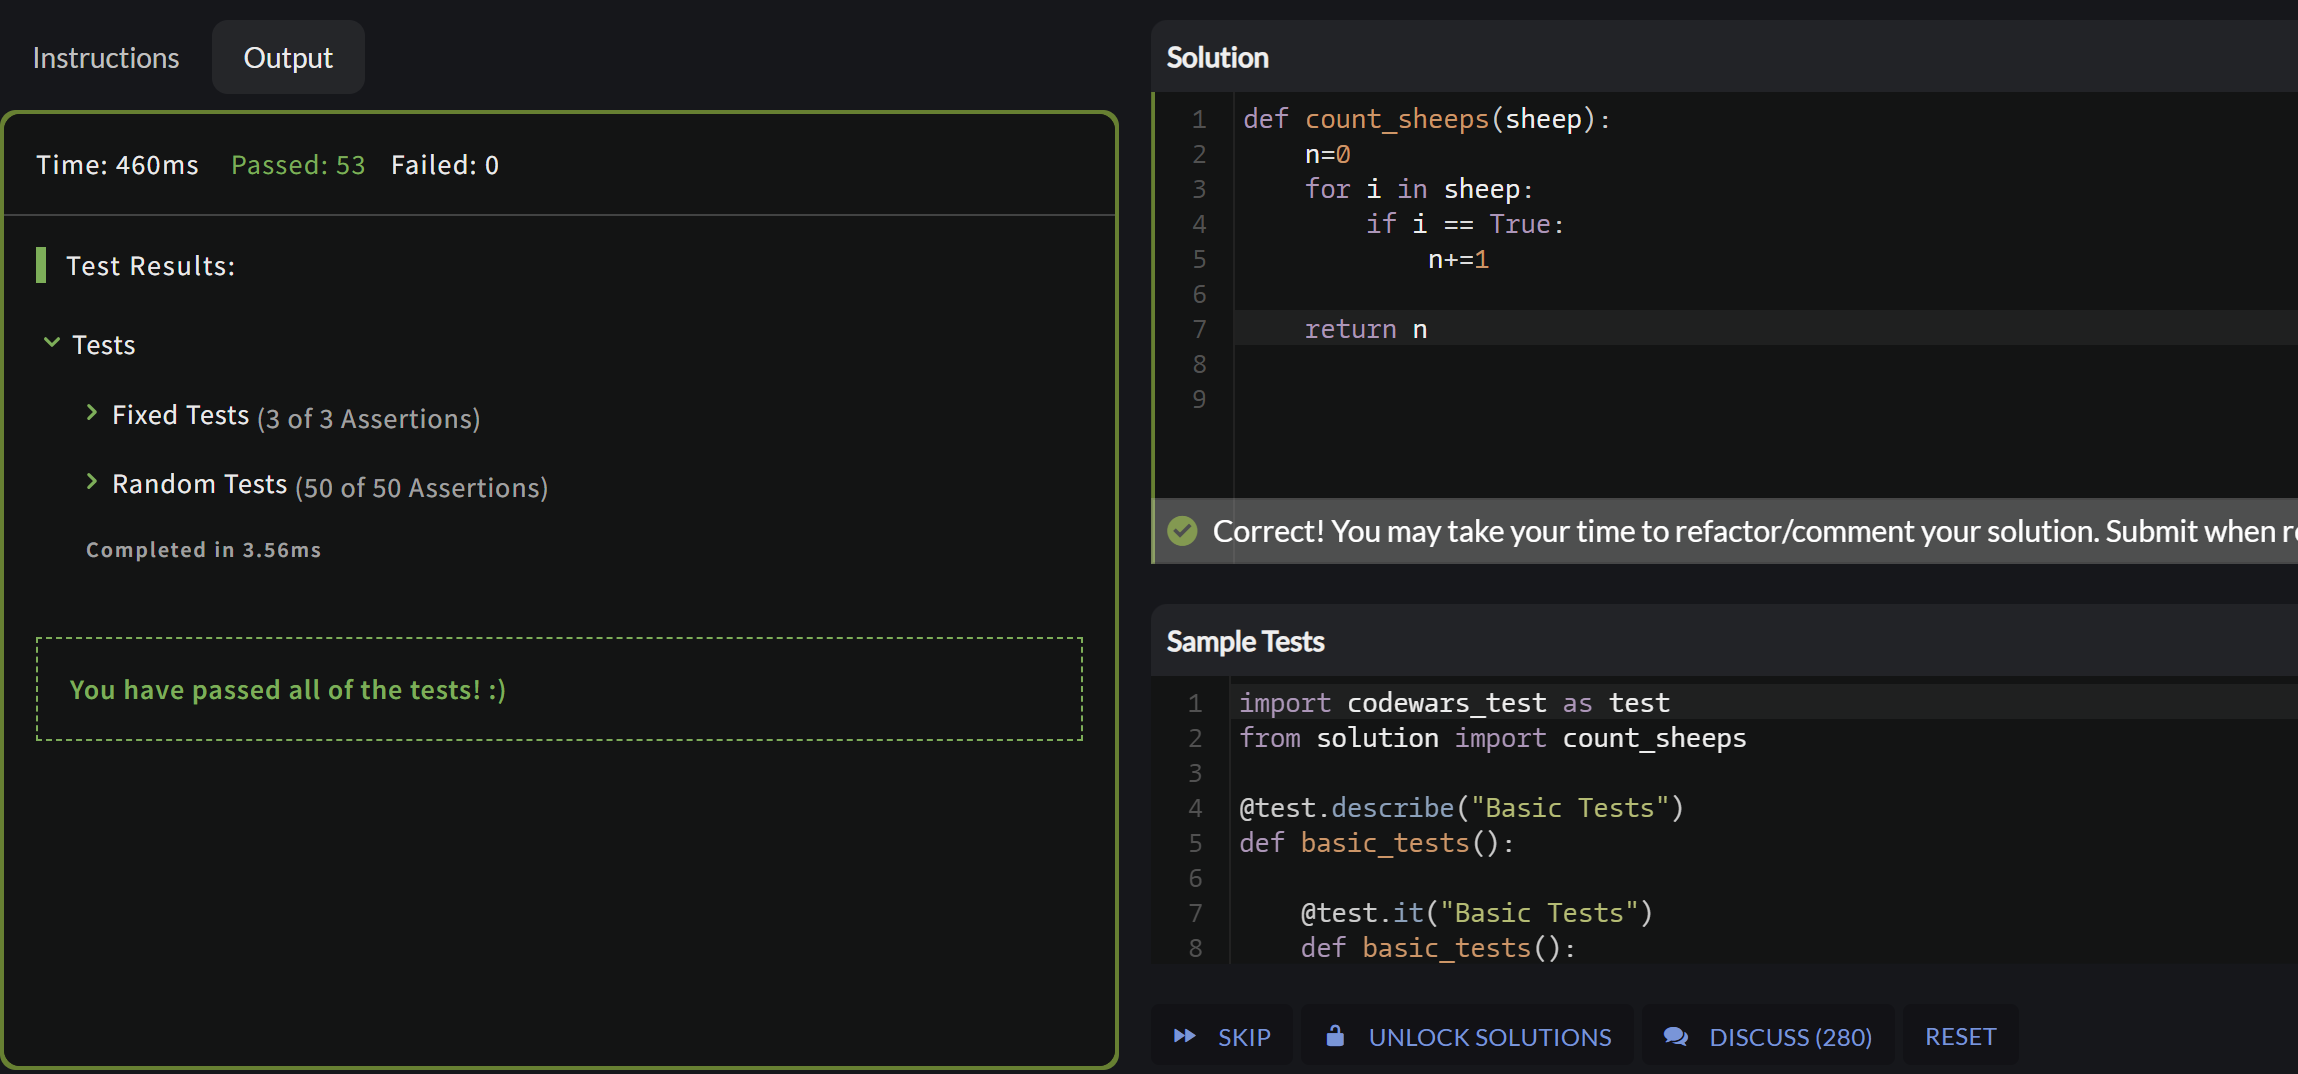 Instructions
Output
Time: 460ms Passed: 53 Failed: 0
Test Results:
Tests
Fixed Tests (3 of 3 Assertions)
Random Tests (50 of 50 Assertions)
Completed in 3.56ms
You have passed all of the tests! :)
Solution
1 def count_sheeps(sheep):
2     n=0
3     for i in sheep:
4         if i == True:
5             n+=1
6
7     return n
8
9
Correct! You may take your time to refactor/comment your solution. Submit when
Sample Tests
1 import codewars_test as test
2 from solution import count_sheeps
3
4 @test.describe("Basic Tests")
5 def basic_tests():
6
7     @test.it("Basic Tests")
8     def basic_tests():
SKIP
UNLOCK SOLUTIONS
DISCUSS (280)
RESET